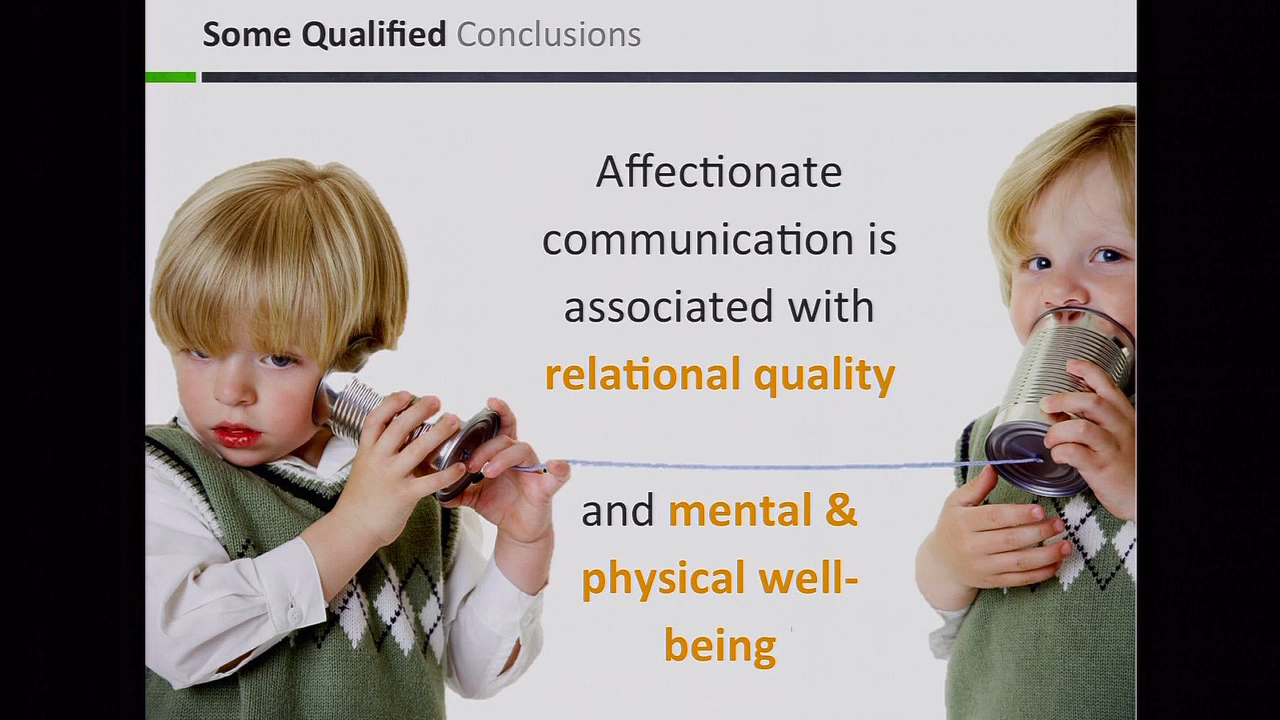 Some Qualified Conclusions
Affectionate
communication is
associated with
relational quality
and mental &
physical well-
being